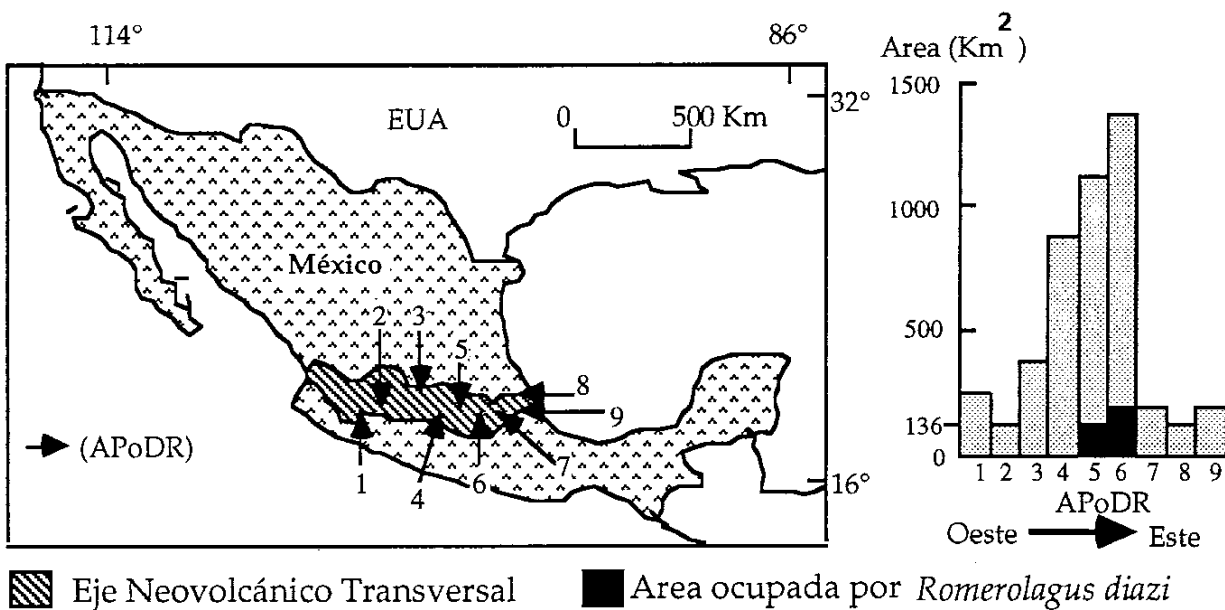 114°
86°
32°
EUA
0 500 Km
México
2
3
5
8
9
(APoDR)
1
4
6
7
16°
Area (Km²)
1500
1000
500
136
0
1 2 3 4 5 6 7 8 9
APoDR
Oeste Este
Eje Neovolcánico Transversal
Area ocupada por Romerolagus diazi